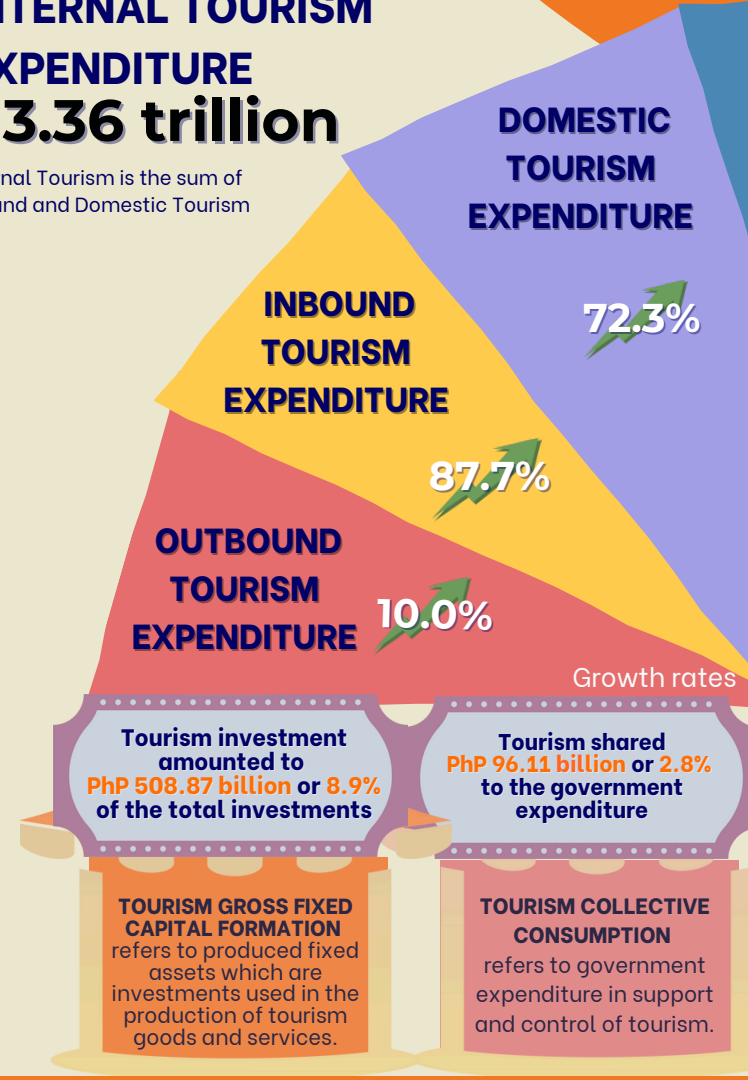 TERNAL TOURISM
XPENDITURE
3.36 trillion
nal Tourism is the sum of
and and Domestic Tourism
DOMESTIC
TOURISM
EXPENDITURE
72.3%
INBOUND
TOURISM
EXPENDITURE
87.7%
OUTBOUND
TOURISM
EXPENDITURE
10.0%
Growth rates
Tourism investment
amounted to
PhP 508.87 billion or 8.9%
of the total investments
Tourism shared
PhP 96.11 billion or 2.8%
to the government
expenditure
TOURISM GROSS FIXED
CAPITAL FORMATION
refers to produced fixed
assets which are
investments used in the
production of tourism
goods and services.
TOURISM COLLECTIVE
CONSUMPTION
refers to government
expenditure in support
and control of tourism.